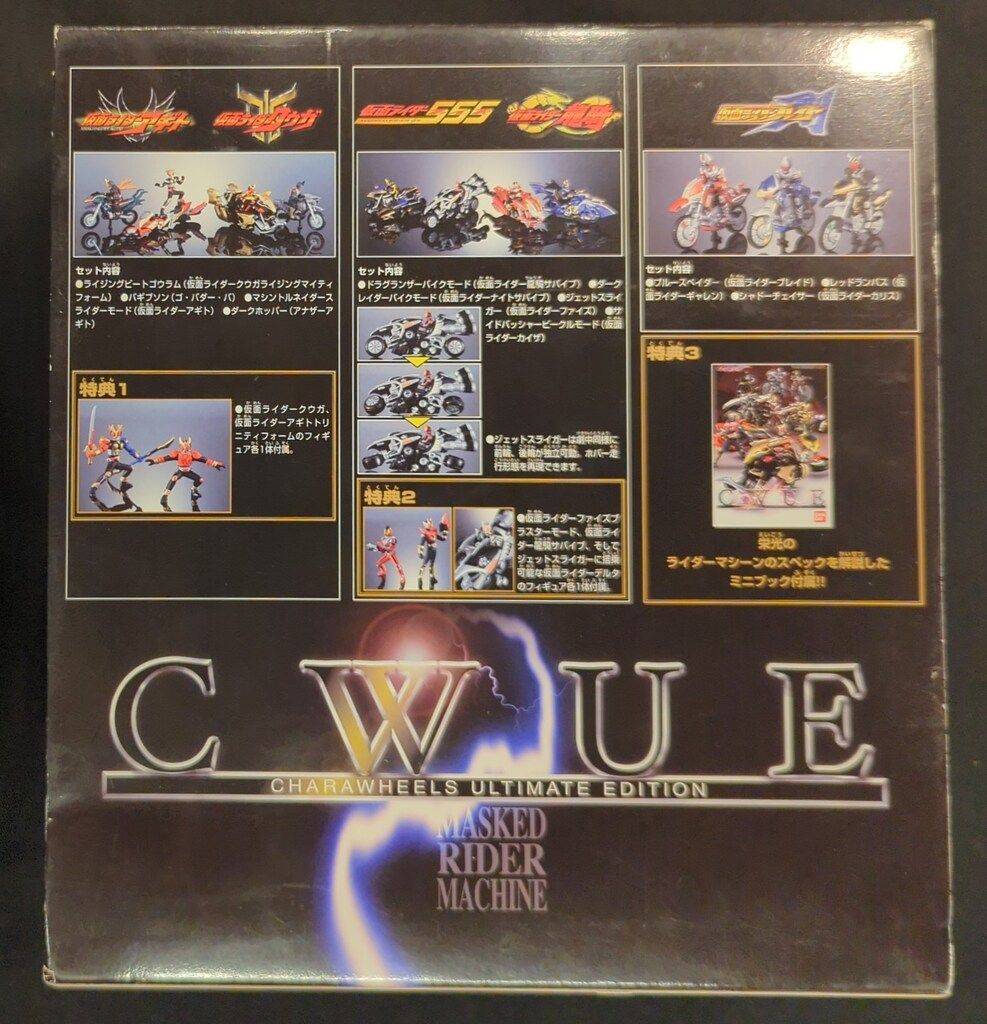 仮面ライダーアギト
仮面ライダークウガ
セット内容
●ライジングビートゴウラム(仮面ライダークウガライジングマイティ
フォーム) ●バギブソン(ゴ・バダー・バ) ●マシントルネイダース
ライダーモード(仮面ライダーアギト) ●ダークホッパー(アナザーア
ギト)
特典1
●仮面ライダークウガ、
仮面ライダーアギトトリ
ニティフォームのフィギ
ュア各1体付属。
仮面ライダー555
仮面ライダー龍騎
セット内容
●ドラグランザーバイクモード(仮面ライダー龍騎サバイブ) ●ダーク
レイダーバイクモード(仮面ライダーナイトサバイブ) ●ジェットスライ
ガー(仮面ライダーファイズ) ●サ
イドバッシャービークルモード(仮面
ライダーカイザ)
●ジェットスライガーは劇中同様に
前輪、後輪が独立可動。ホバー走
行形態を再現できます。
特典2
●仮面ライダーファイズブ
ラスターモード、仮面ライ
ダー龍騎サバイブ、そして
ジェットスライガーに搭乗
可能な仮面ライダーデルタ
のフィギュア各1体付属。
仮面ライダーブレイド
セット内容
●ブルースペイダー(仮面ライダーブレイド) ●レッドランバス(仮
面ライダーギャレン) ●シャドーチェイサー(仮面ライダーカリス)
特典3
CWUE
栄光の
ライダーマシーンのスペックを解説した
ミニブック付属!!
CWUE
CHARAWHEELS ULTIMATE EDITION
MASKED
RIDER
MACHINE